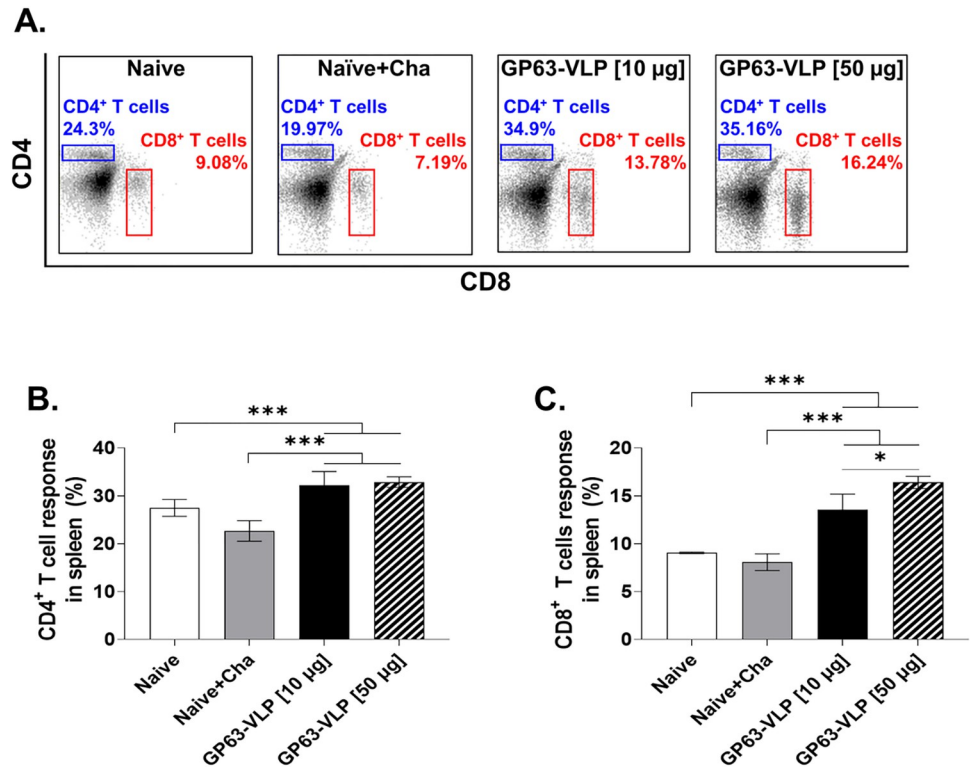 A.
Naive
Naïve+Cha
GP63-VLP [10 µg]
GP63-VLP [50 µg]
CD4⁺ T cells
24.3%
CD8⁺ T cells
9.08%
CD4⁺ T cells
19.97%
CD8⁺ T cells
7.19%
CD4⁺ T cells
34.9%
CD8⁺ T cells
13.78%
CD4⁺ T cells
35.16%
CD8⁺ T cells
16.24%
CD4
CD8
B.
***
***
CD4⁺ T cell response
in spleen (%)
40
30
20
10
0
Naive
Naive+Cha
GP63-VLP [10 µg]
GP63-VLP [50 µg]
C.
***
***
*
CD8⁺ T cells response
in spleen (%)
20
15
10
5
0
Naive
Naive+Cha
GP63-VLP [10 µg]
GP63-VLP [50 µg]